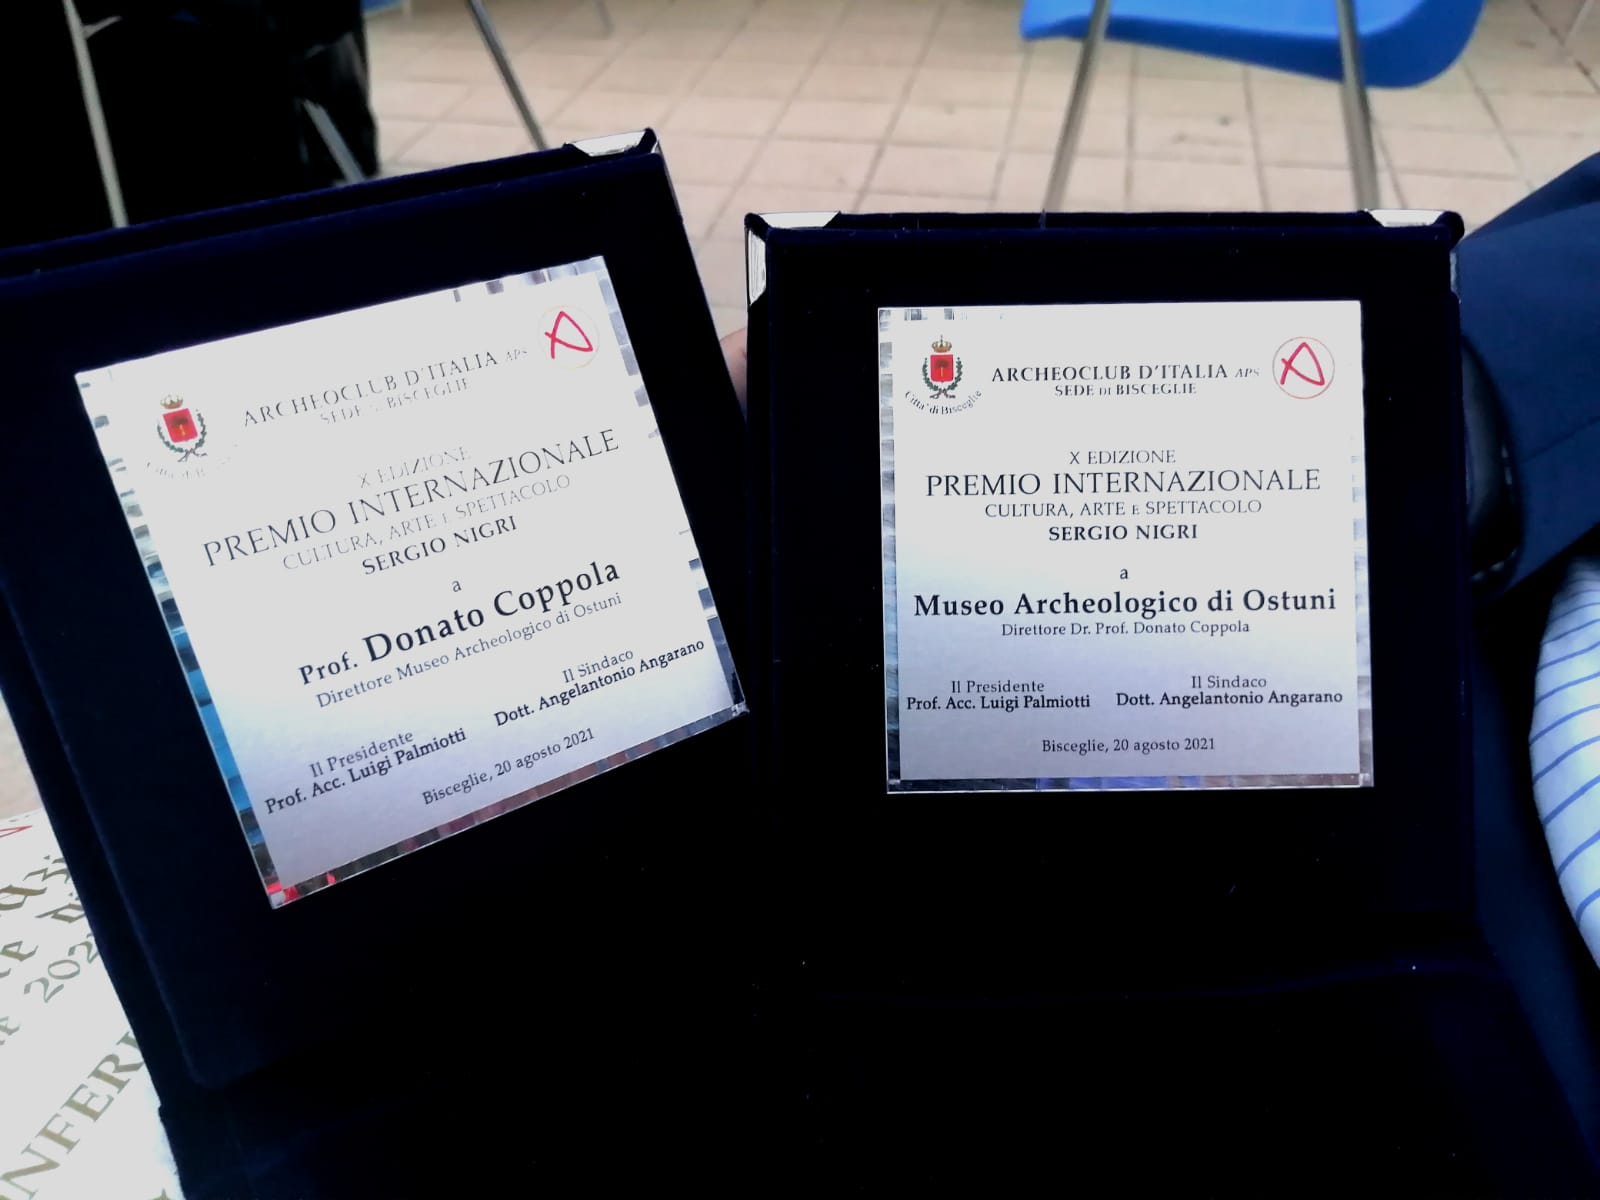 ARCHEOCLUB D'ITALIA APS
SEDE DI BISCEGLIE
X EDIZIONE
PREMIO INTERNAZIONALE
CULTURA, ARTE E SPETTACOLO
SERGIO NIGRI
a
Prof. Donato Coppola
Direttore Museo Archeologico di Ostuni
Il Presidente
Prof. Acc. Luigi Palmiotti
Il Sindaco
Dott. Angelantonio Angarano
Bisceglie, 20 agosto 2021
Città di Bisceglie
ARCHEOCLUB D'ITALIA APS
SEDE DI BISCEGLIE
X EDIZIONE
PREMIO INTERNAZIONALE
CULTURA, ARTE E SPETTACOLO
SERGIO NIGRI
a
Museo Archeologico di Ostuni
Direttore Dr. Prof. Donato Coppola
Il Presidente
Prof. Acc. Luigi Palmiotti
Il Sindaco
Dott. Angelantonio Angarano
Bisceglie, 20 agosto 2021